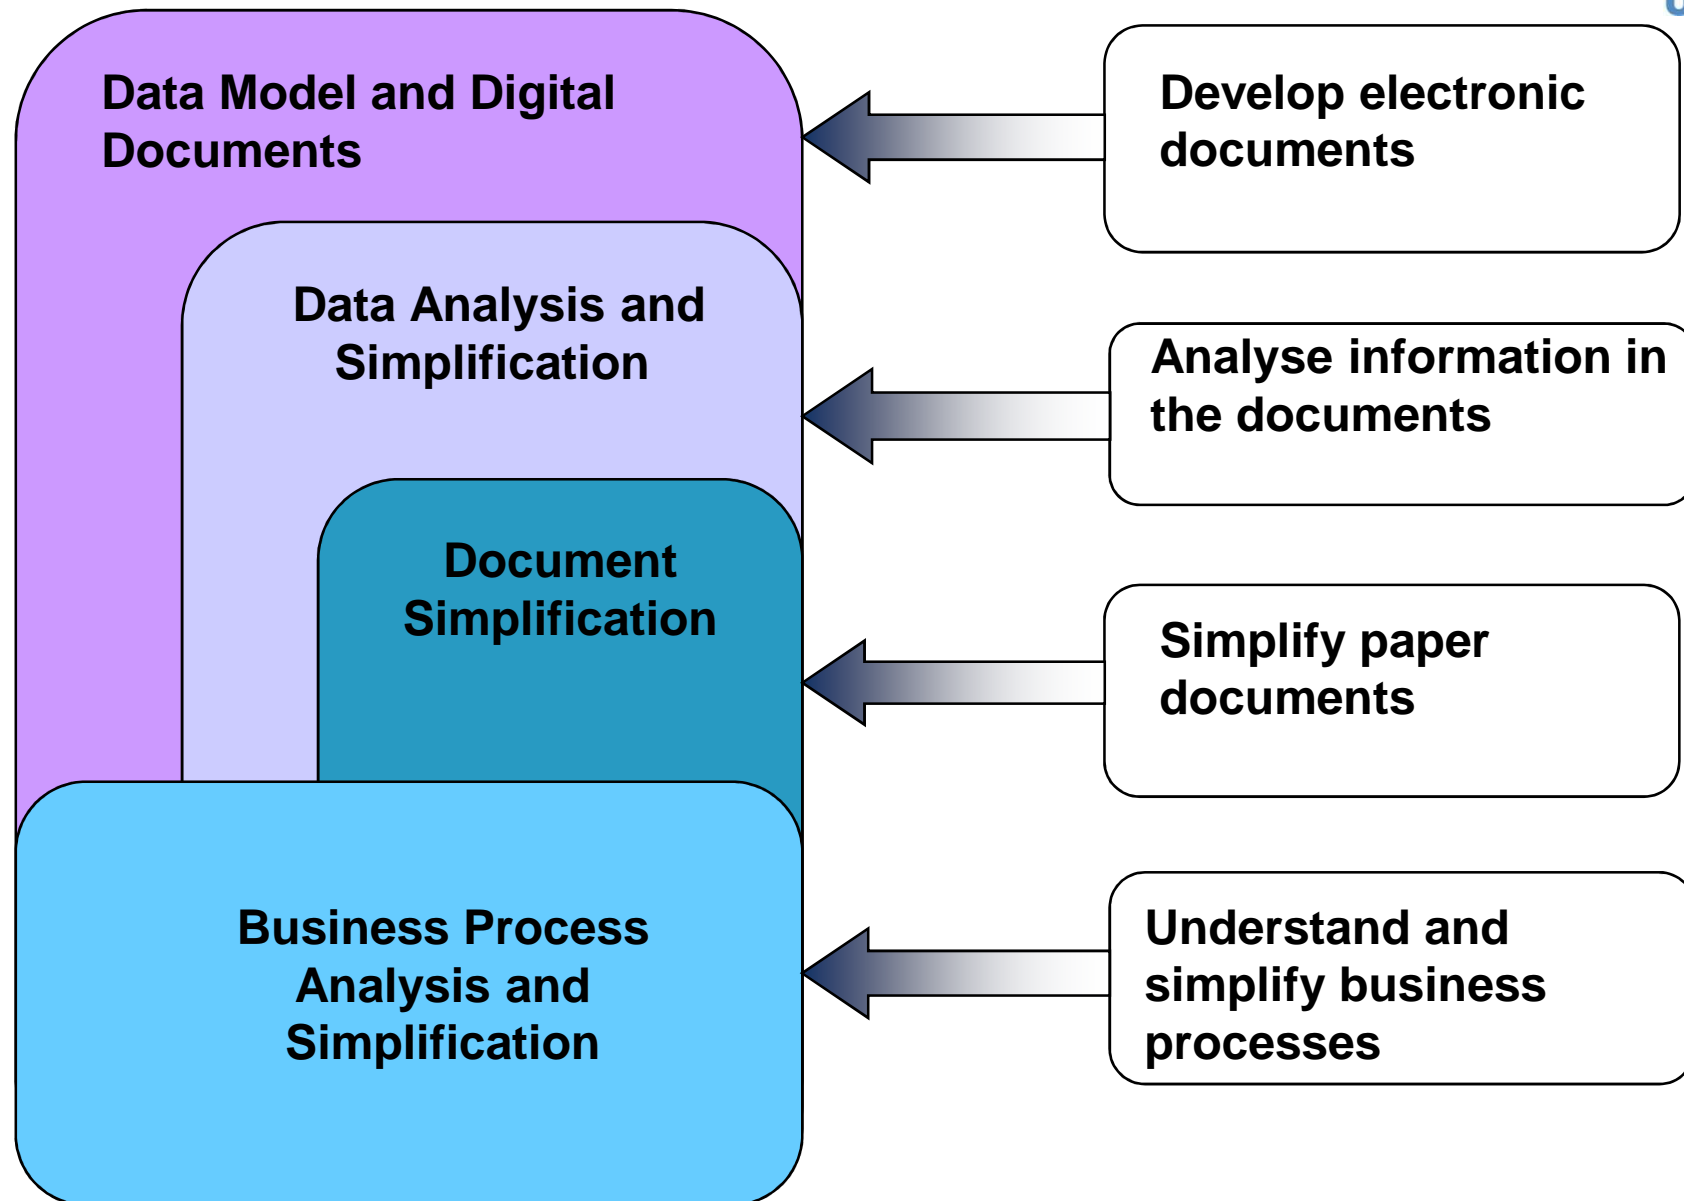 Data Model and Digital
Documents
Develop electronic
documents
Data Analysis and
Simplification
Analyse information in
the documents
Document
Simplification
Simplify paper
documents
Business Process
Analysis and
Simplification
Understand and
simplify business
processes